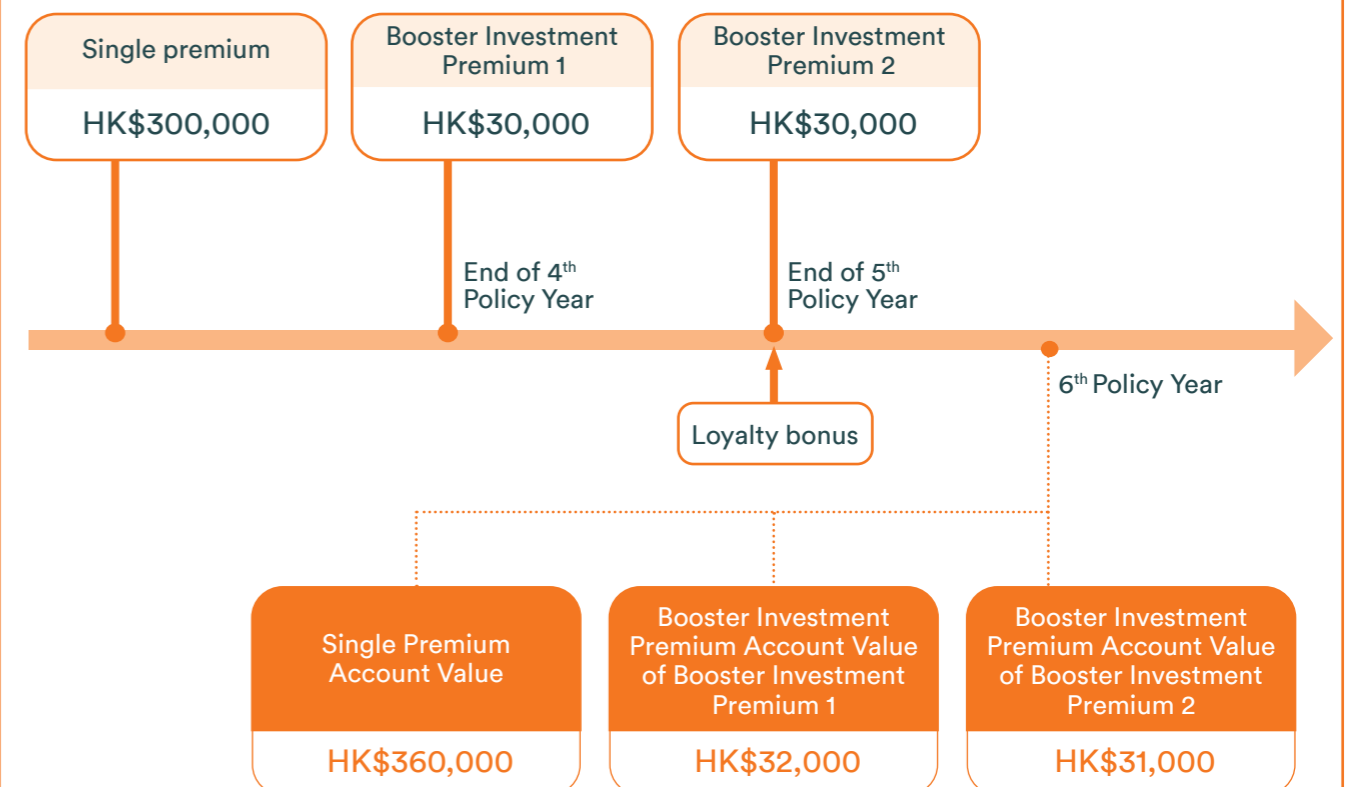 Single premium
HK$300,000
Booster Investment
Premium 1
HK$30,000
Booster Investment
Premium 2
HK$30,000
End of 4th
Policy Year
End of 5th
Policy Year
6th Policy Year
Loyalty bonus
Single Premium
Account Value
HK$360,000
Booster Investment
Premium Account Value
of Booster Investment
Premium 1
HK$32,000
Booster Investment
Premium Account Value
of Booster Investment
Premium 2
HK$31,000